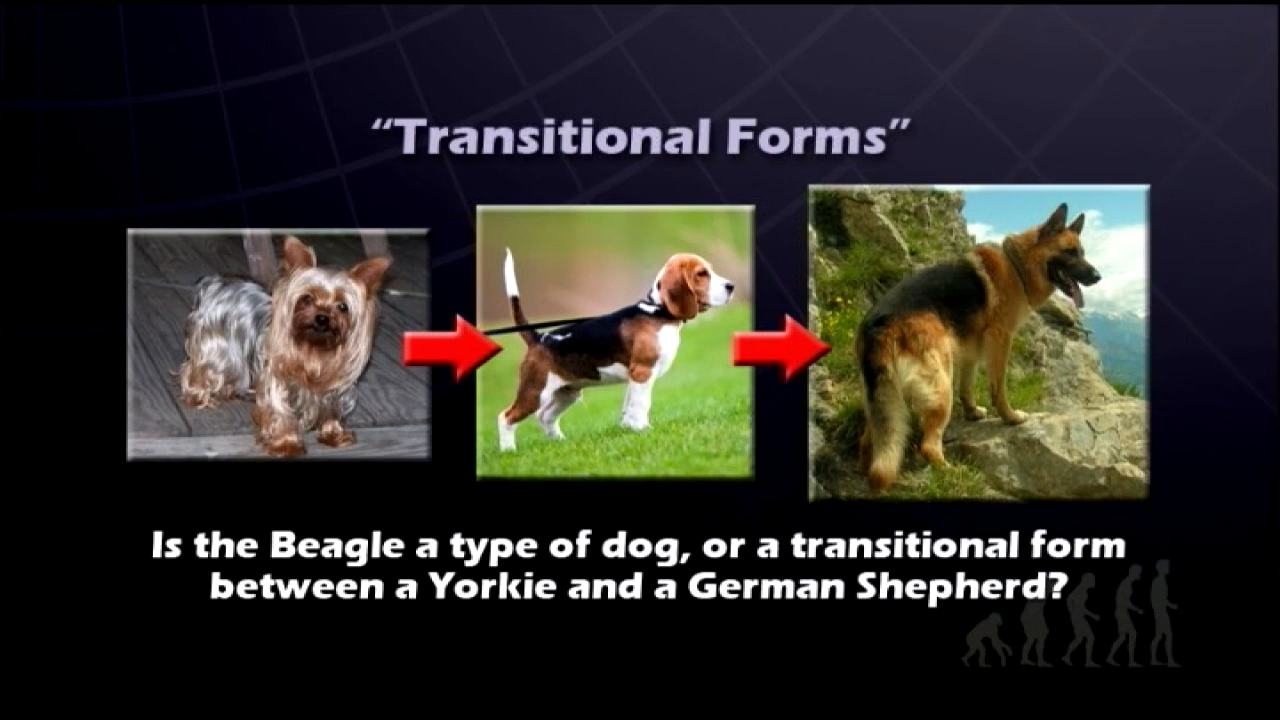 “Transitional Forms”
Is the Beagle a type of dog, or a transitional form
between a Yorkie and a German Shepherd?